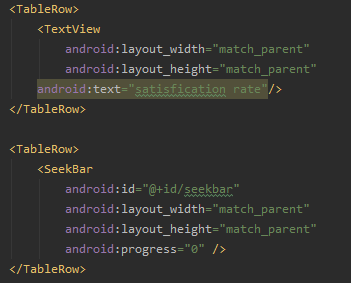 <TableRow>
<TextView
android:layout_width="match_parent"
android:layout_height="match_parent"
android:text="satisfication rate"/>
</TableRow>
<TableRow>
<SeekBar
android:id="@+id/seekbar"
android:layout_width="match_parent"
android:layout_height="match_parent"
android:progress="0" />
</TableRow>